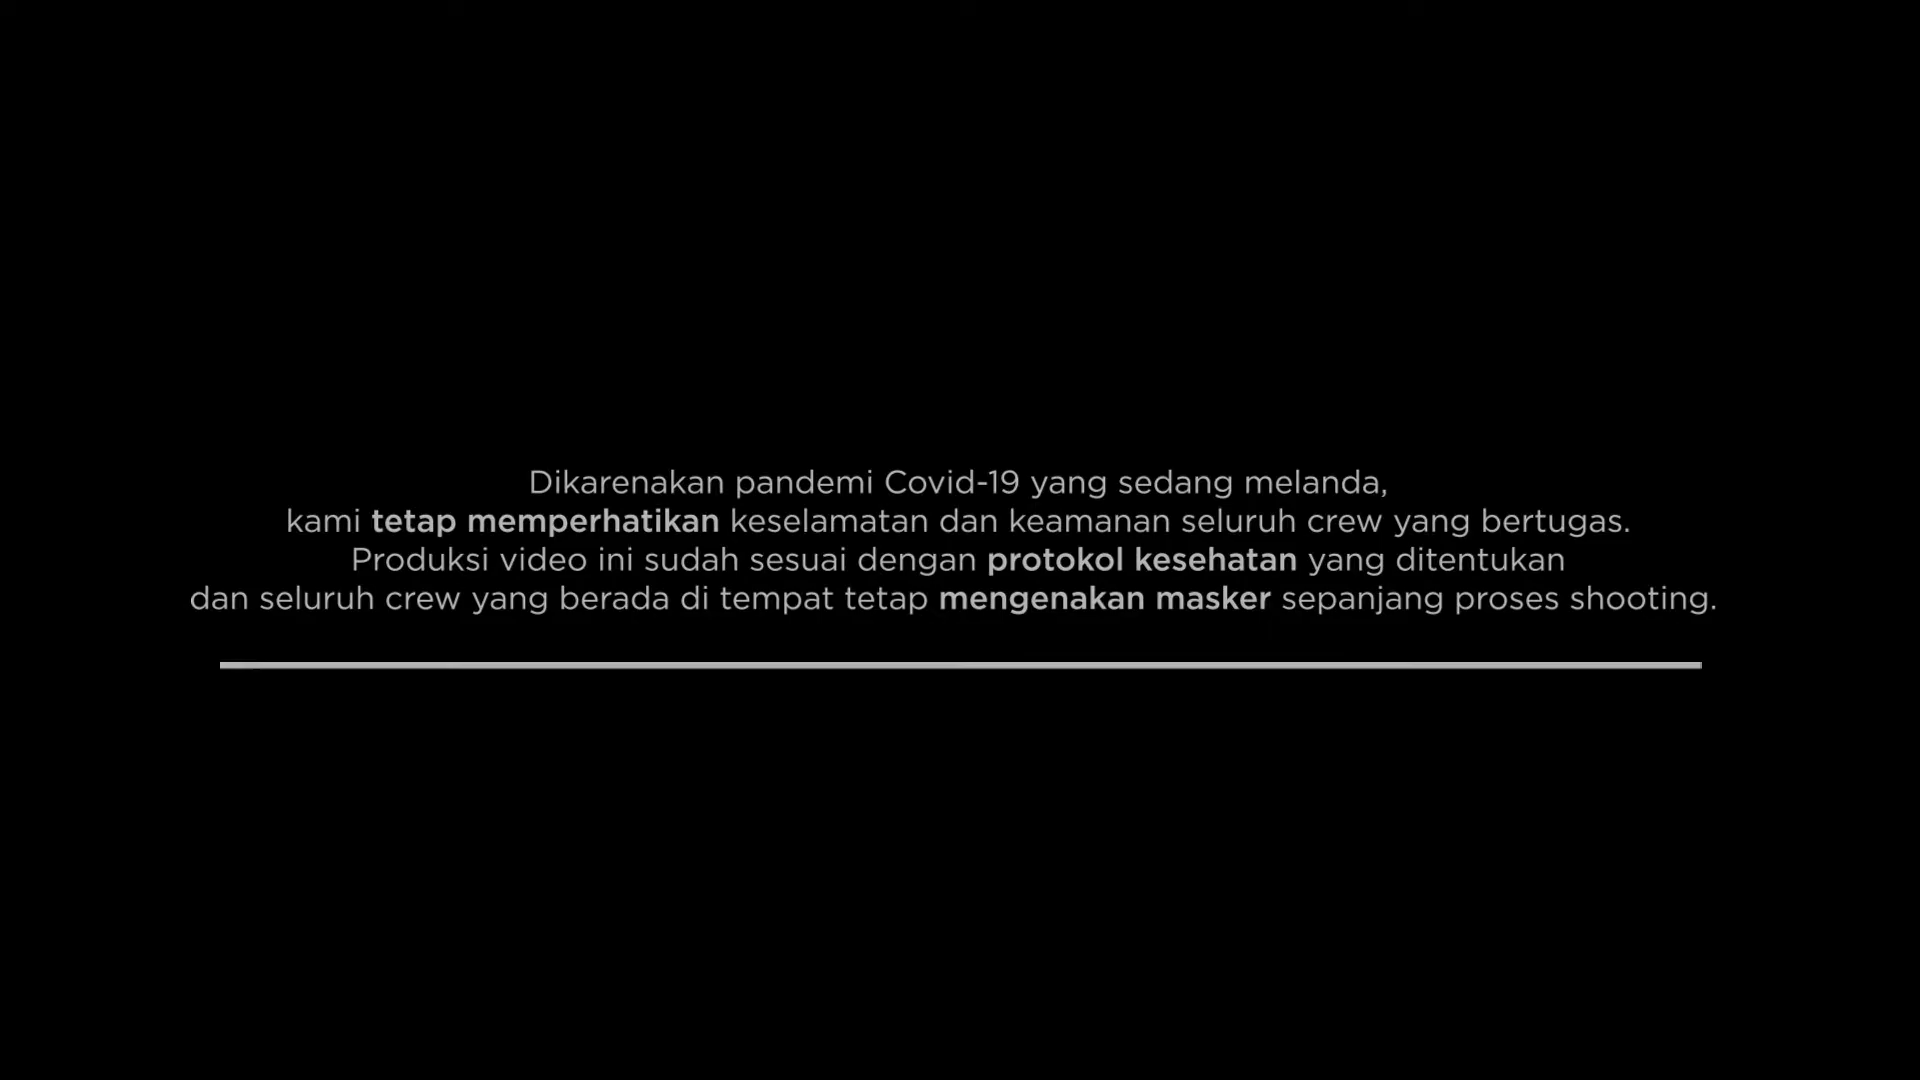 Dikarenakan pandemi Covid-19 yang sedang melanda,
kami tetap memperhatikan keselamatan dan keamanan seluruh crew yang bertugas.
Produksi video ini sudah sesuai dengan protokol kesehatan yang ditentukan
dan seluruh crew yang berada di tempat tetap mengenakan masker sepanjang proses shooting.